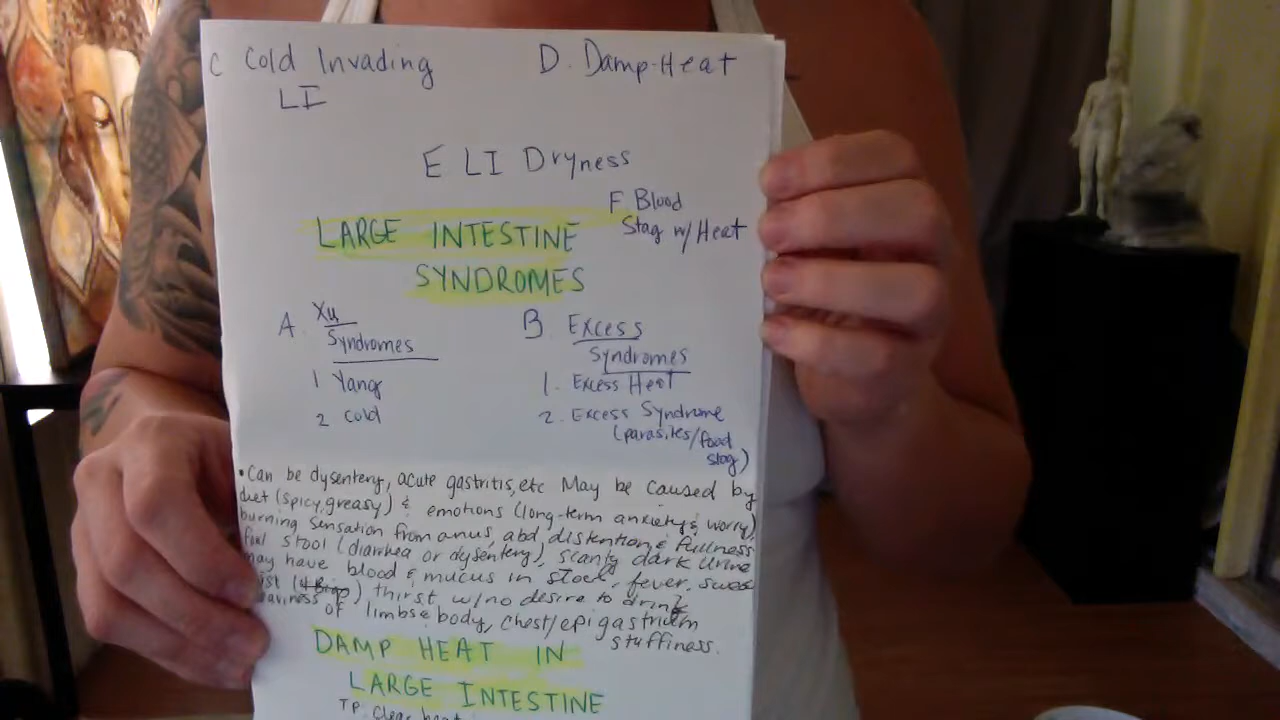 C Cold Invading LI
D. Damp-Heat
E LI Dryness
F. Blood
Stag w/ Heat
LARGE INTESTINE
SYNDROMES
A. Xu
Syndromes
1 Yang
2 Cold
B. Excess
Syndromes
1. Excess Heat
2. Excess Syndrome
(parasites/food
stag)
• Can be dysentery, acute gastritis, etc May be caused by
diet (spicy, greasy) & emotions (long-term anxiety & worry)
burning sensation from anus, abd distention & fullness
foul stool (diarrhea or dysentery), scanty dark urine
may have blood & mucus in stool, fever, sweat
) thirst w/no desire to drink
of limbs & body, chest/epigastrium
stuffiness.
DAMP HEAT IN
LARGE INTESTINE
TP. Clear heat